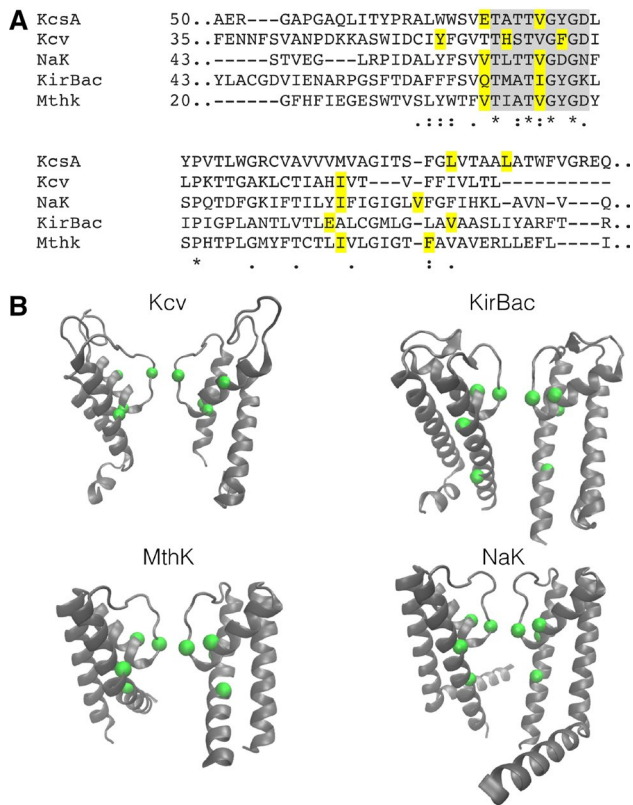 A
KcsA 50..AER----GAPGAQLITYPRALWWSVETATTVGYGDL
Kcv 35..FENNFSVANPDKKASWIDCIYFGVTTHSTVGFGDI
NaK 43..-----STVEG---LRPIDALYFSVVTLTTVGDGNF
KirBac 43..YLACGDVIENARPGSFTDAFFFSVQTMATIGYGKL
Mthk 20..-----GFHFIEGESWTVSLYWTFVTIATVGDGDY
.::: . * :*:* *.
KcsA YPVTLWGRCVAVVVMVAGITS-FGLVTAALATWFVGREQ..
Kcv LPKTTGAKLCTIAHIVT---V-FFIVLTL----------..
NaK SPQTDFGKIFTILYIFIGIGLVFGFIHKL-AVN-V--Q..
KirBac IPIGPLANTLVTLEALCGMLG-LAVAASLIYARFT---R..
Mthk SPHTPLGMYFTCTLIVLGIGT-FAVAVERLLEFL----I..
* . . . : .
B
Kcv
KirBac
MthK
NaK